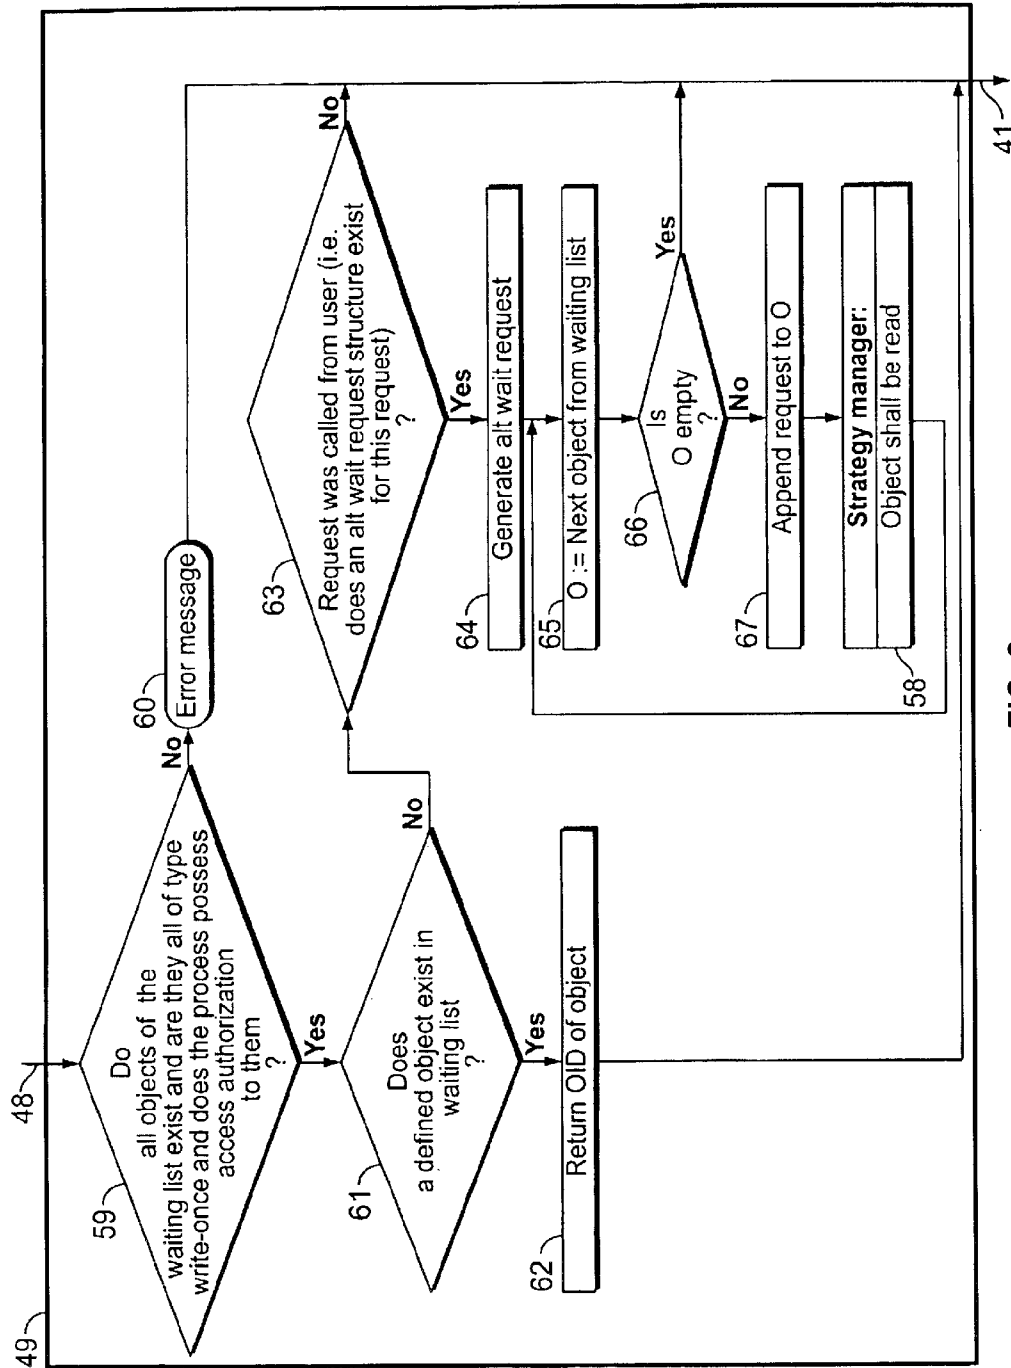 49
48
59
Do
all objects of the
waiting list exist and are they all of type
write-once and does the process possess
access authorization
to them
?
No
60
Error message
Yes
61
Does
a defined object exist in
waiting list
?
No
Yes
62
Return OID of object
63
Request was called from user (i.e.
does an alt wait request structure exist
for this request)
?
No
Yes
64
Generate alt wait request
65
O := Next object from waiting list
66
Is
O empty
?
Yes
No
67
Append request to O
Strategy manager:
Object shall be read
58
41